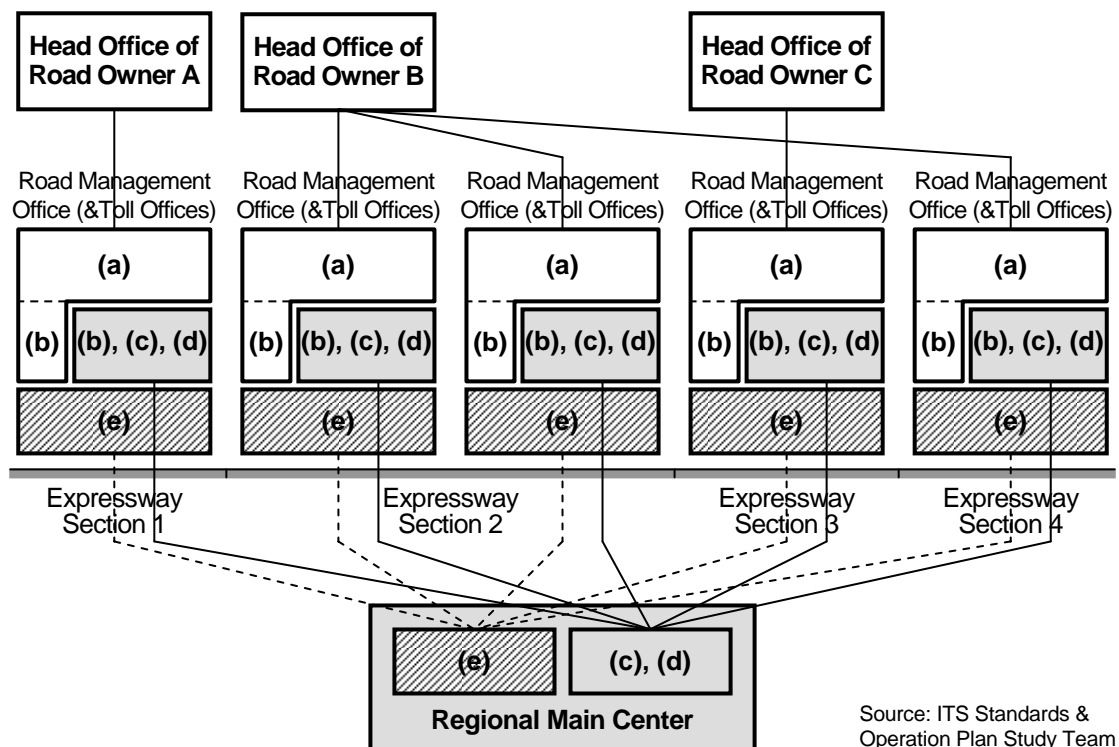 Head Office of
Road Owner A
Head Office of
Road Owner B
Head Office of
Road Owner C
Road Management
Office (&Toll Offices)
Road Management
Office (&Toll Offices)
Road Management
Office (&Toll Offices)
Road Management
Office (&Toll Offices)
Road Management
Office (&Toll Offices)
(a)
(a)
(a)
(a)
(a)
(b)
(b), (c), (d)
(b)
(b), (c), (d)
(b)
(b), (c), (d)
(b)
(b), (c), (d)
(b)
(b), (c), (d)
(e)
(e)
(e)
(e)
(e)
Expressway
Section 1
Expressway
Section 2
Expressway
Section 3
Expressway
Section 4
(e)
(c), (d)
Regional Main Center
Source: ITS Standards &
Operation Plan Study Team